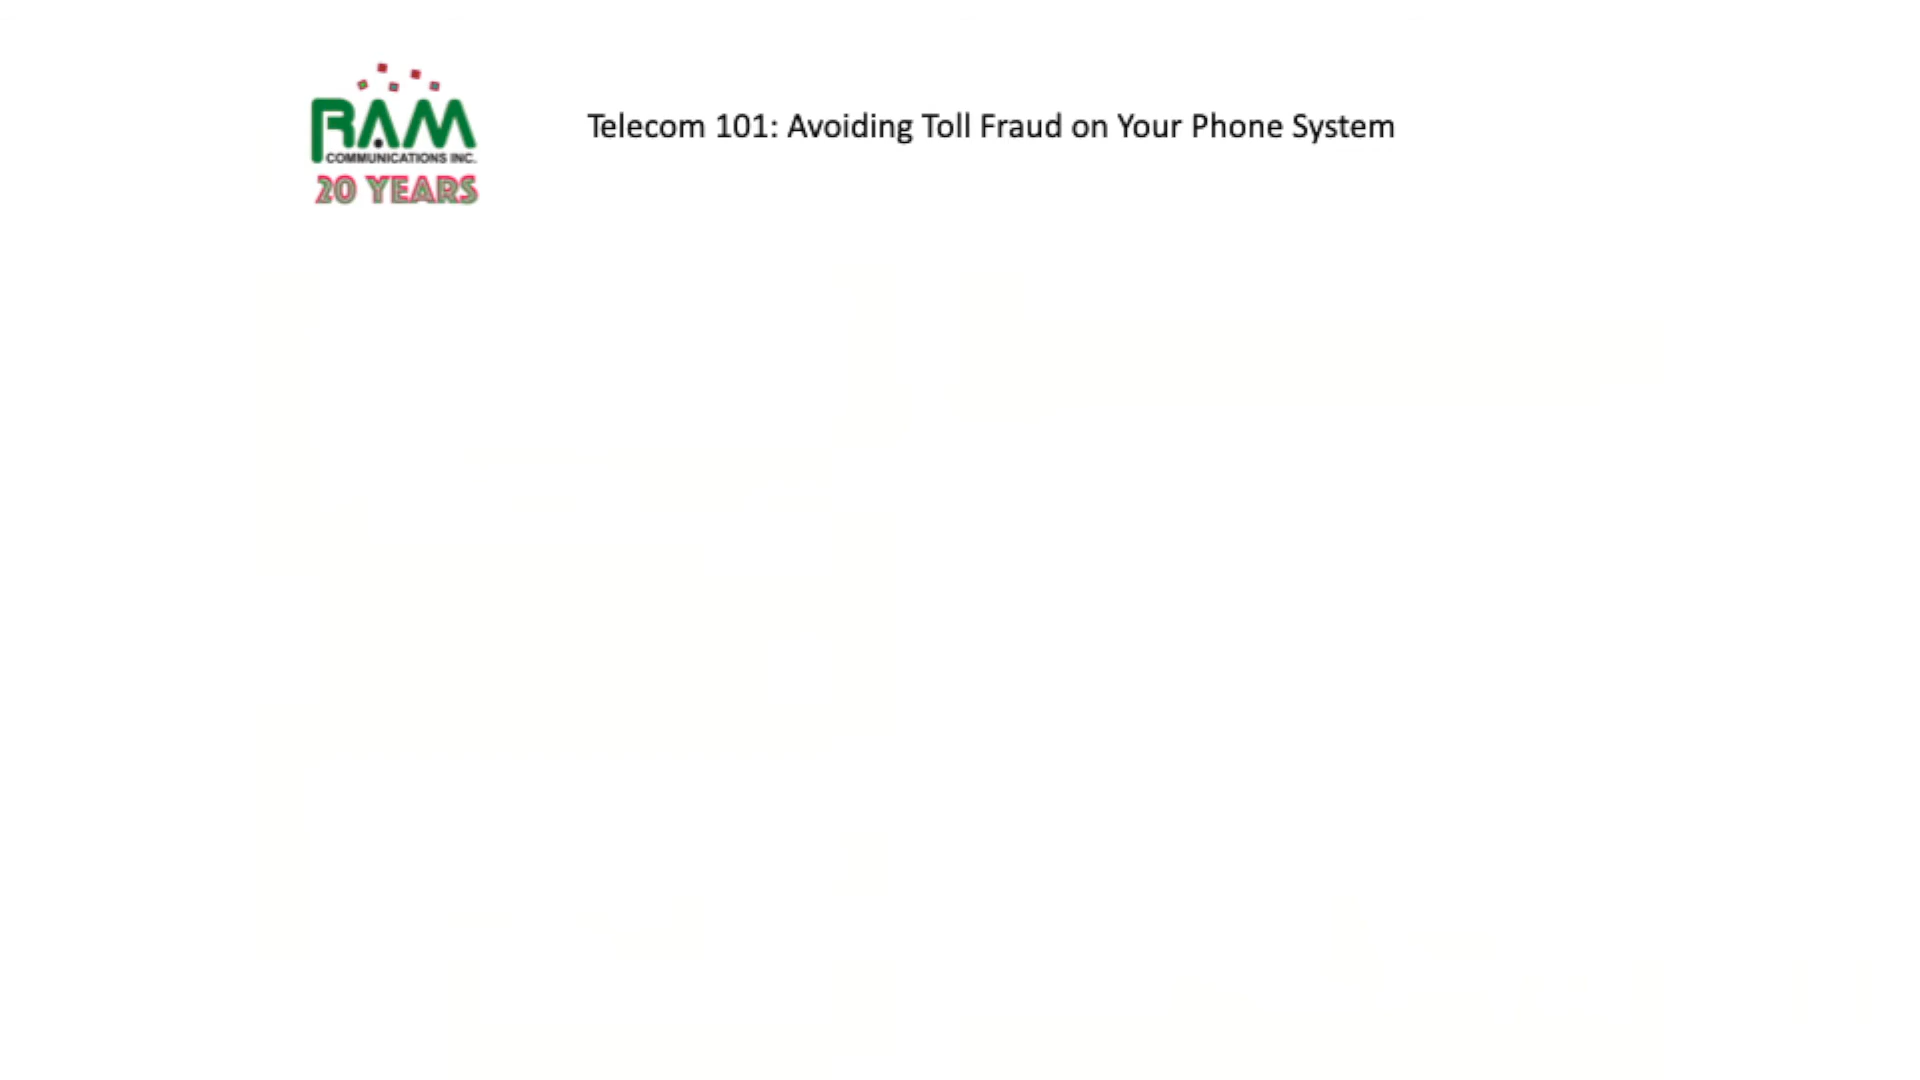 RAM
COMMUNICATIONS INC.
20 YEARS
Telecom 101: Avoiding Toll Fraud on Your Phone System